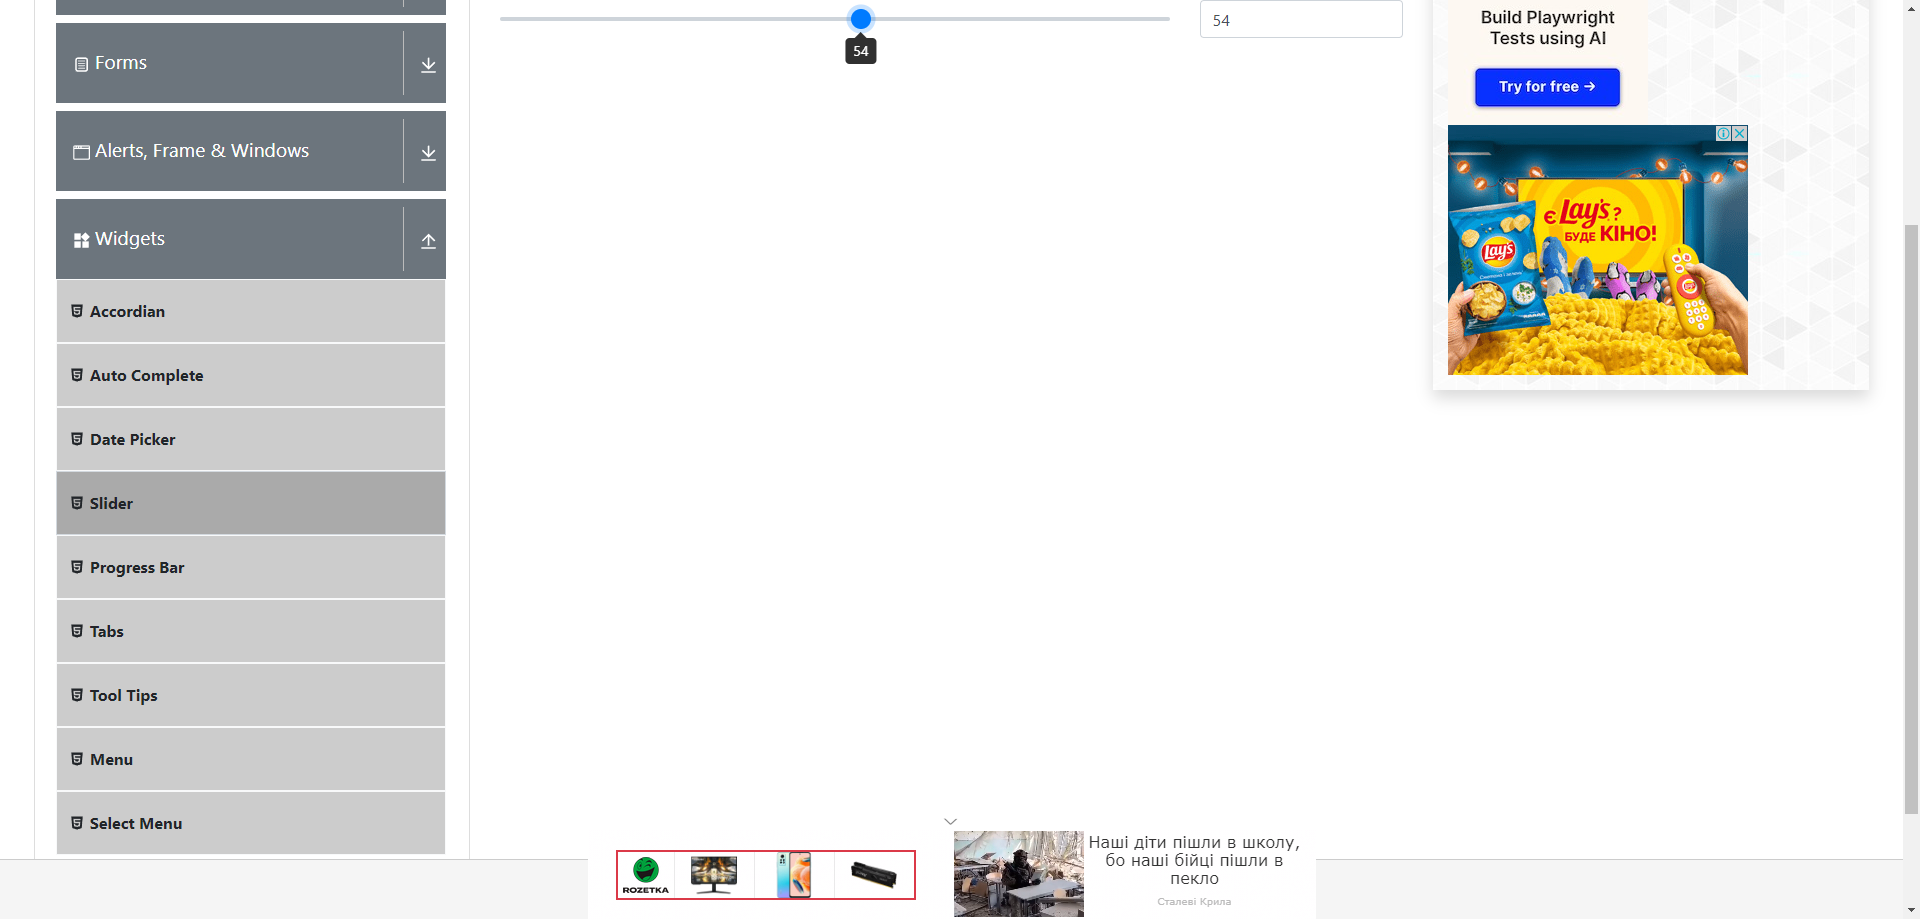 Forms
Alerts, Frame & Windows
Widgets
Accordian
Auto Complete
Date Picker
Slider
Progress Bar
Tabs
Tool Tips
Menu
Select Menu
54
54
Build Playwright
Tests using AI
Try for free →
Є Lay's?
БУДЕ КІНО!
Lay's
ROZETKA
Наші діти пішли в школу,
бо наші бійці пішли в
пекло
Сталеві Крила